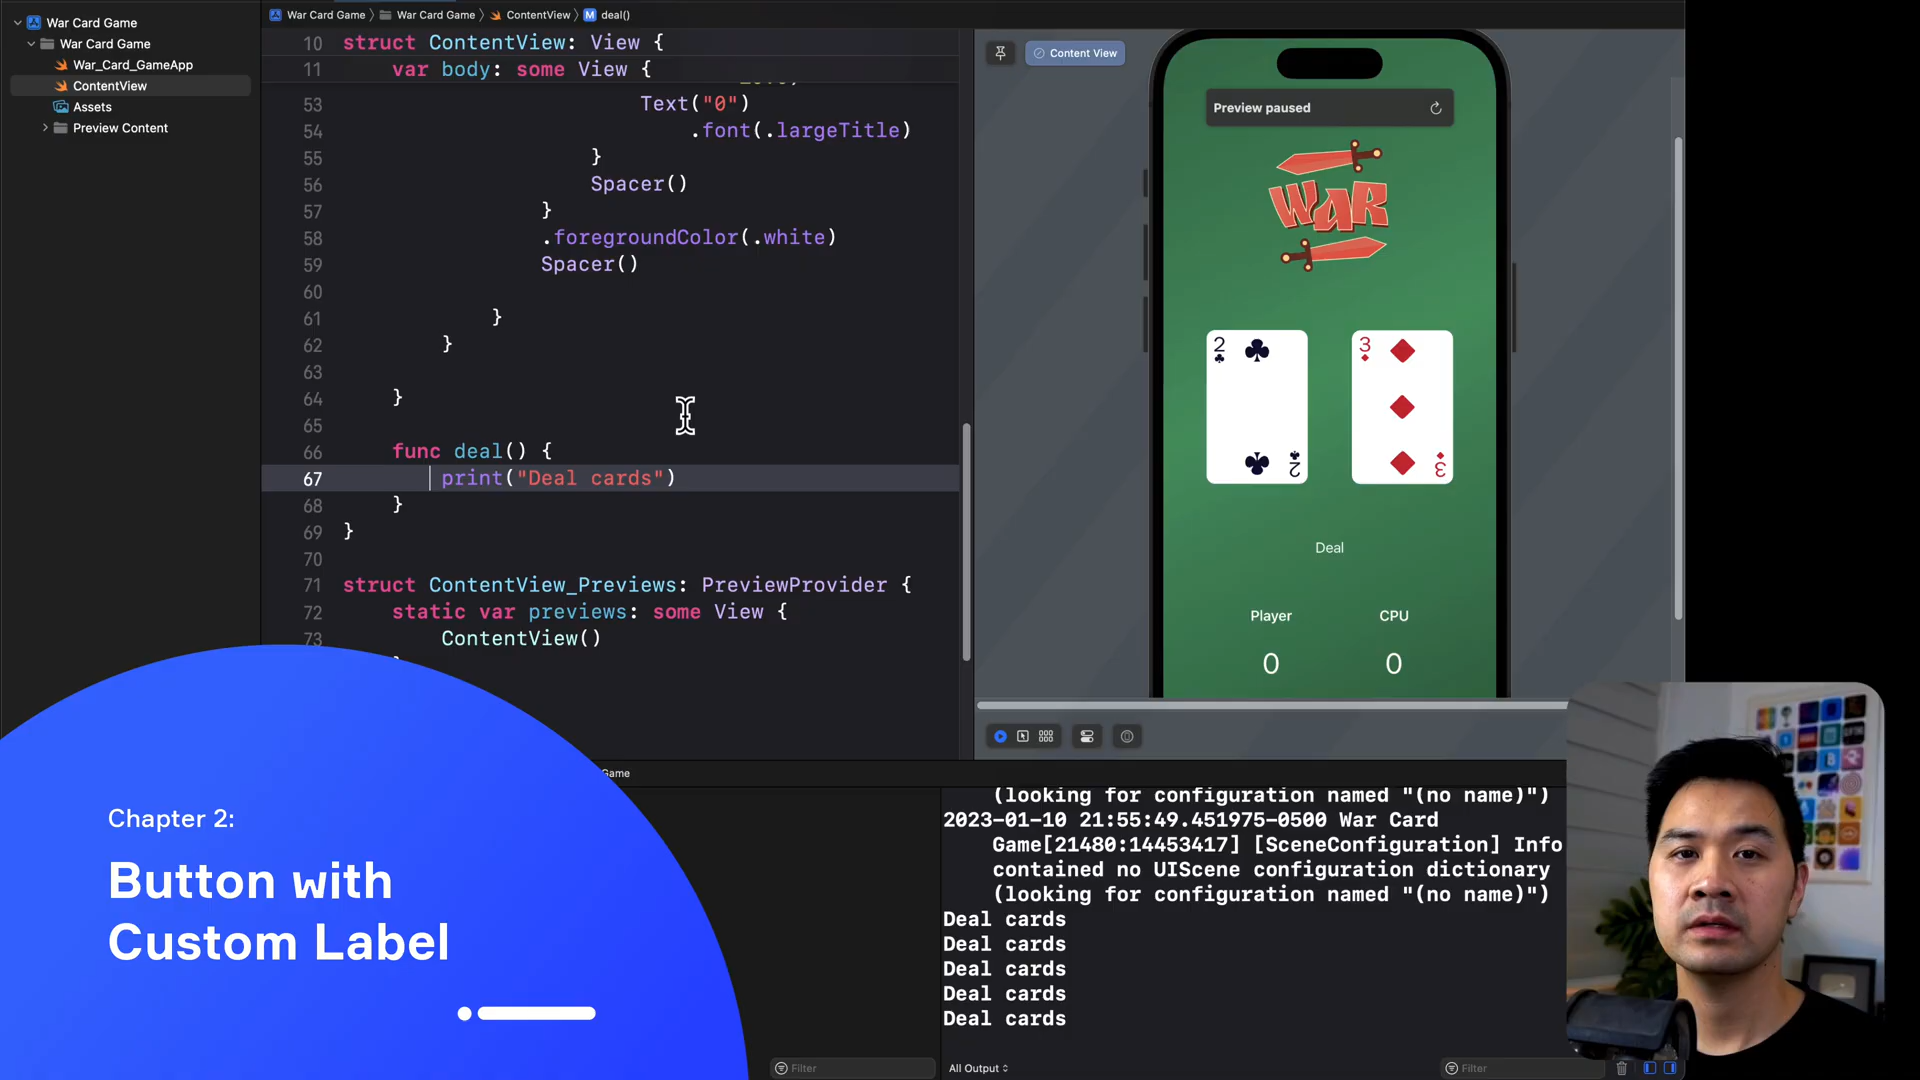 War Card Game
War Card Game
War_Card_GameApp
ContentView
Assets
Preview Content
War Card Game
War Card Game
ContentView
M
deal()
10 struct ContentView: View {
11 var body: some View {
53 Text("0")
54 .font(.largeTitle)
55 }
56 Spacer()
57 }
58 .foregroundColor(.white)
59 Spacer()
60
61 }
62 }
63
64 }
65
66 func deal() {
67 print("Deal cards")
68 }
69 }
70
71 struct ContentView_Previews: PreviewProvider {
72 static var previews: some View {
73 ContentView()
Content View
Preview paused
WAR
2
2
3
3
Deal
Player
CPU
0
0
Game
(looking for configuration named "(no name)")
2023-01-10 21:55:49.451975-0500 War Card
Game[21480:14453417] [SceneConfiguration] Info
contained no UIScene configuration dictionary
(looking for configuration named "(no name)")
Deal cards
Deal cards
Deal cards
Deal cards
Deal cards
Filter
All Output
Filter
Chapter 2:
Button with
Custom Label